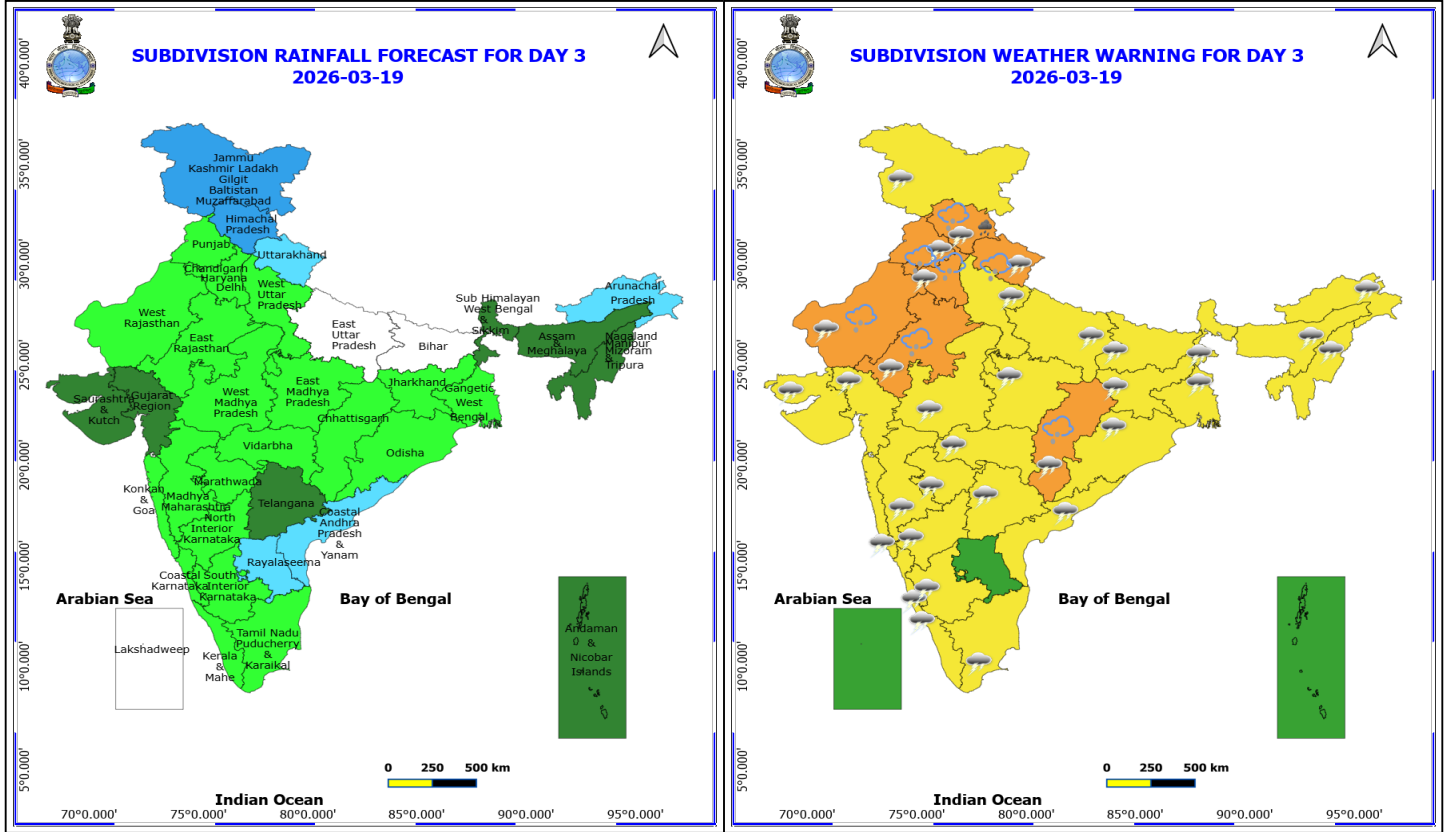 SUBDIVISION RAINFALL FORECAST FOR DAY 3
2026-03-19
40°0.000'
35°0.000'
30°0.000'
25°0.000'
20°0.000'
15°0.000'
10°0.000'
5°0.000'
Jammu
Kashmir Ladakh
Gilgit
Baltistan
Muzaffarabad
Himachal
Pradesh
Punjab
Uttarakhand
Chandigarh
Haryana
Delhi
West
Uttar
Pradesh
Arunachal
Pradesh
Sub Himalayan
West Bengal
&
Sikkim
West
Rajasthan
East
Rajasthan
East
Uttar
Pradesh
Bihar
Assam
&
Meghalaya
Nagaland
Manipur
Mizoram
&
Tripura
Saurashtra
&
Kutch
Gujarat
Region
West
Madhya
Pradesh
East
Madhya
Pradesh
Jharkhand
Gangetic
West
Bengal
Chhattisgarh
Vidarbha
Odisha
Konkan
&
Goa
Madhya
Maharashtra
Marathwada
Telangana
North
Interior
Karnataka
Coastal
Andhra
Pradesh
&
Yanam
Rayalaseema
Coastal
Karnataka
South
Interior
Karnataka
Arabian Sea
Bay of Bengal
Lakshadweep
Kerala
&
Mahe
Tamil Nadu
Puducherry
&
Karaikal
Andaman
&
Nicobar
Islands
0 250 500 km
Indian Ocean
70°0.000' 75°0.000' 80°0.000' 85°0.000' 90°0.000' 95°0.000'
SUBDIVISION WEATHER WARNING FOR DAY 3
2026-03-19
40°0.000'
35°0.000'
30°0.000'
25°0.000'
20°0.000'
15°0.000'
10°0.000'
5°0.000'
Arabian Sea
Bay of Bengal
0 250 500 km
Indian Ocean
70°0.000' 75°0.000' 80°0.000' 85°0.000' 90°0.000' 95°0.000'